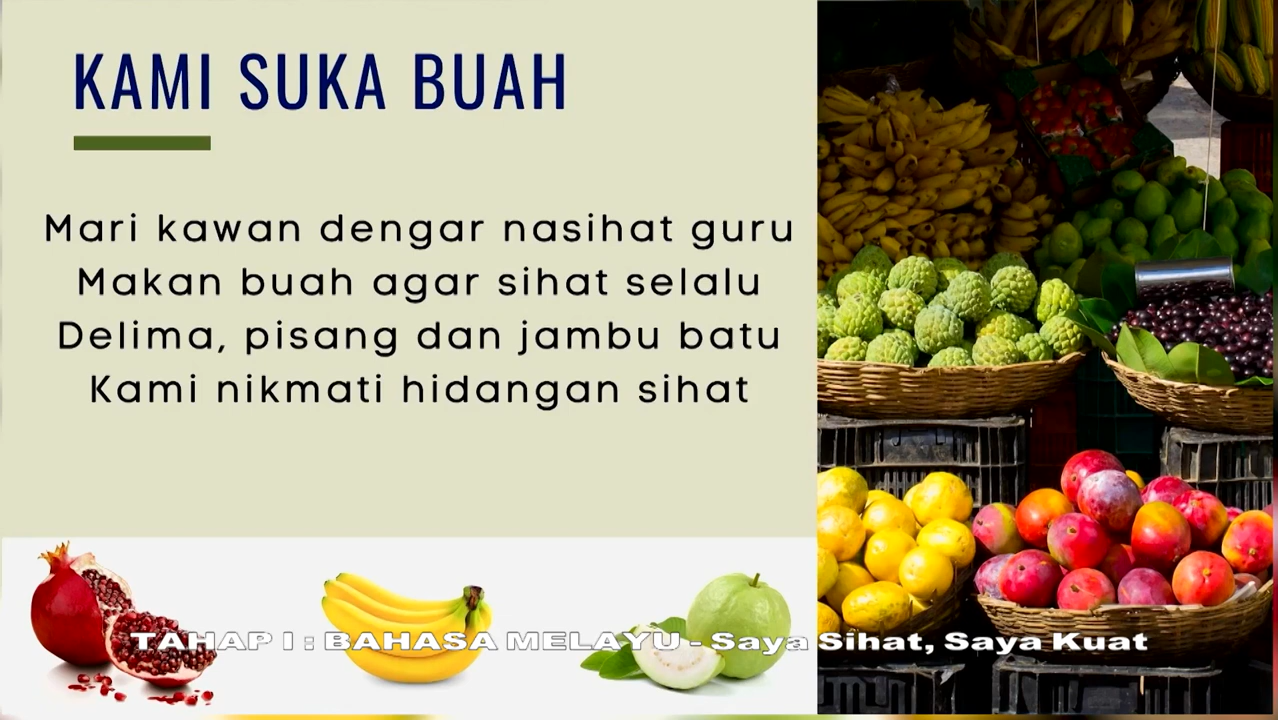 KAMI SUKA BUAH
Mari kawan dengar nasihat guru
Makan buah agar sihat selalu
Delima, pisang dan jambu batu
Kami nikmati hidangan sihat
TAHAP I : BAHASA MELAYU - Saya Sihat, Saya Kuat